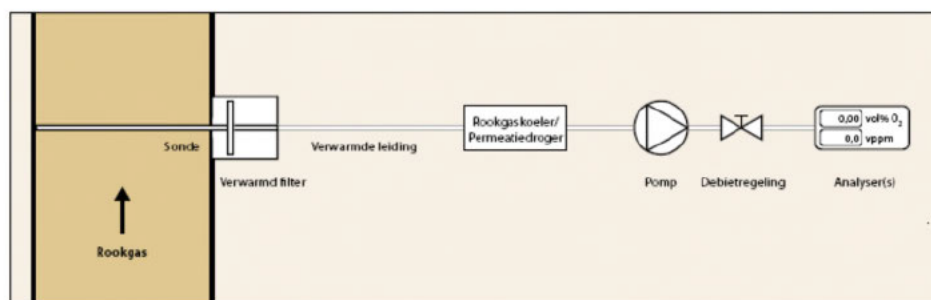 Rookgaskoeler/
Permeatiedroger
0,00 vol% O2
0,0 vppm
Sonde
Verwarmde leiding
Verwarmd filter
Pomp
Debietregeling
Analyser(s)
Rookgas